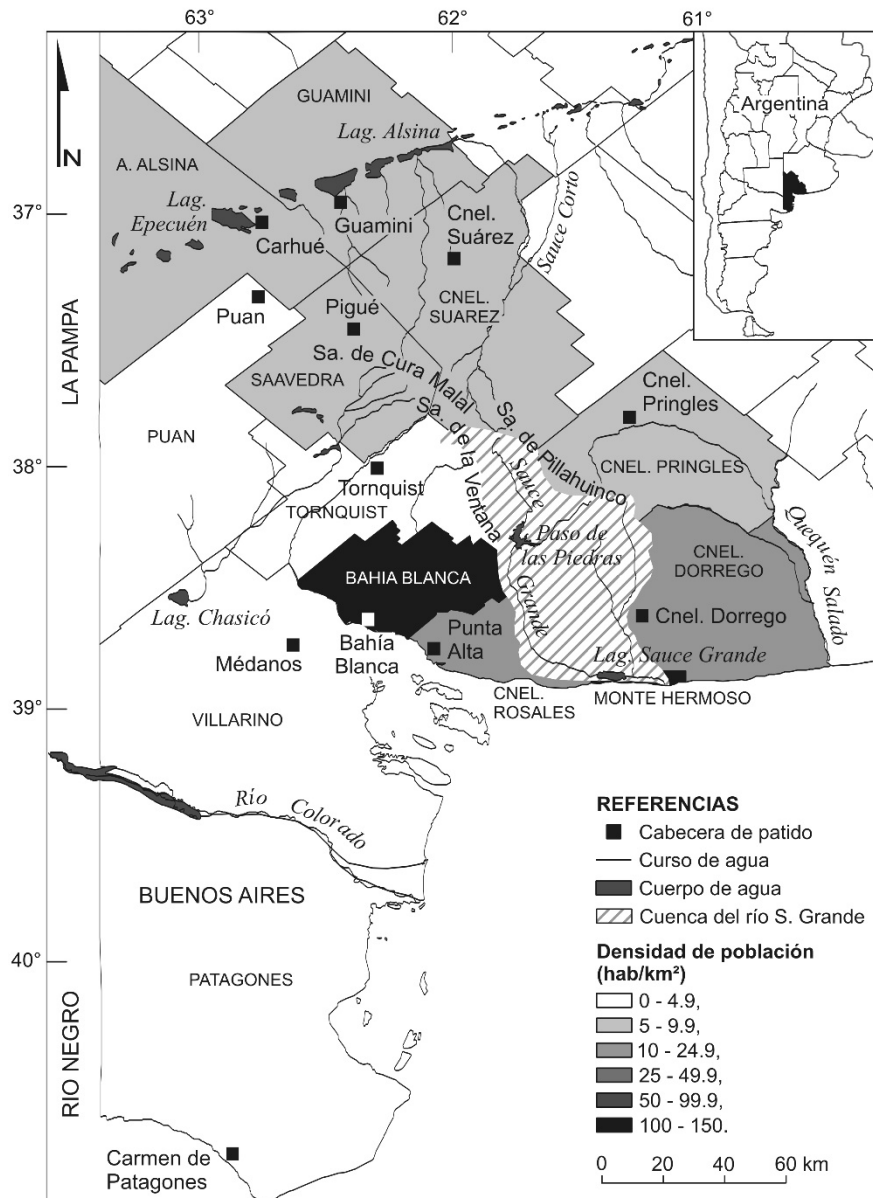 63°
62°
61°
N
GUAMINI
Lag. Alsina
Argentina
A. ALSINA
37°
Lag.
Epecuén
Carhué
Guamini
Cnel.
Suárez
Sauce Corto
Puan
Pigué
CNEL.
SUAREZ
LA PAMPA
Sa. de Cura Malal
SAAVEDRA
Cnel.
Pringles
PUAN
Sa. de la Ventana
Sa. de Pillahuinco
38°
CNEL. PRINGLES
Tornquist
TORNQUIST
Sauce
Grande
Paso de
las Piedras
Quequén Salado
CNEL.
DORREGO
BAHIA BLANCA
Lag. Chasicó
Bahía
Blanca
Punta
Alta
Cnel. Dorrego
Médanos
Lag. Sauce Grande
39°
CNEL.
ROSALES
MONTE HERMOSO
VILLARINO
Río Colorado
BUENOS AIRES
40°
PATAGONES
RIO NEGRO
Carmen de
Patagones
REFERENCIAS
Cabecera de patido
Curso de agua
Cuerpo de agua
Cuenca del río S. Grande
Densidad de población
(hab/km²)
0 - 4.9,
5 - 9.9,
10 - 24.9,
25 - 49.9,
50 - 99.9,
100 - 150.
0 20 40 60 km